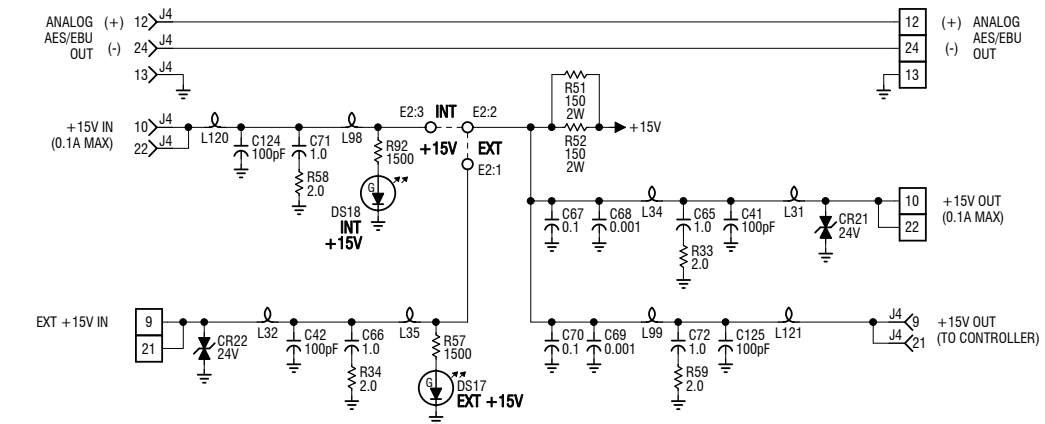 ANALOG (+) 12 J4
AES/EBU
OUT (-) 24 J4
13 J4
12 (+) ANALOG
AES/EBU
24 (-) OUT
13
+15V IN 10 J4
(0.1A MAX) 22 J4
L120
C124
100pF
C71
1.0
R58
2.0
L98
R92
1500
G
DS18
INT
+15V
E2:3 INT E2:2
+15V EXT
E2:1
R51
150
2W
R52
150
2W
+15V
C67
0.1
C68
0.001
L34
C65
1.0
R33
2.0
C41
100pF
L31
CR21
24V
10 +15V OUT
22 (0.1A MAX)
EXT +15V IN 9
21
CR22
24V
L32
C42
100pF
C66
1.0
R34
2.0
L35
R57
1500
G
DS17
EXT +15V
C70
0.1
C69
0.001
L99
C72
1.0
R59
2.0
C125
100pF
L121
J4 9 +15V OUT
J4 21 (TO CONTROLLER)